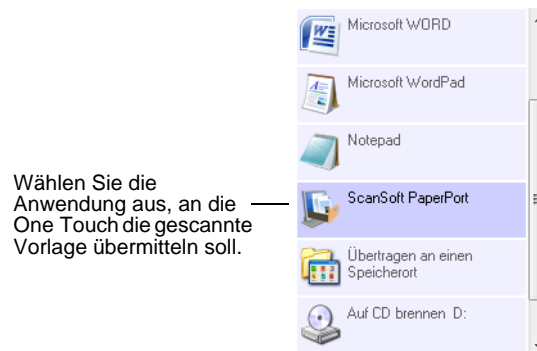 Microsoft WORD
Microsoft WordPad
Notepad
Wählen Sie die
Anwendung aus, an die
One Touch die gescannte
Vorlage übermitteln soll.
ScanSoft PaperPort
Übertragen an einen
Speicherort
Auf CD brennen D: